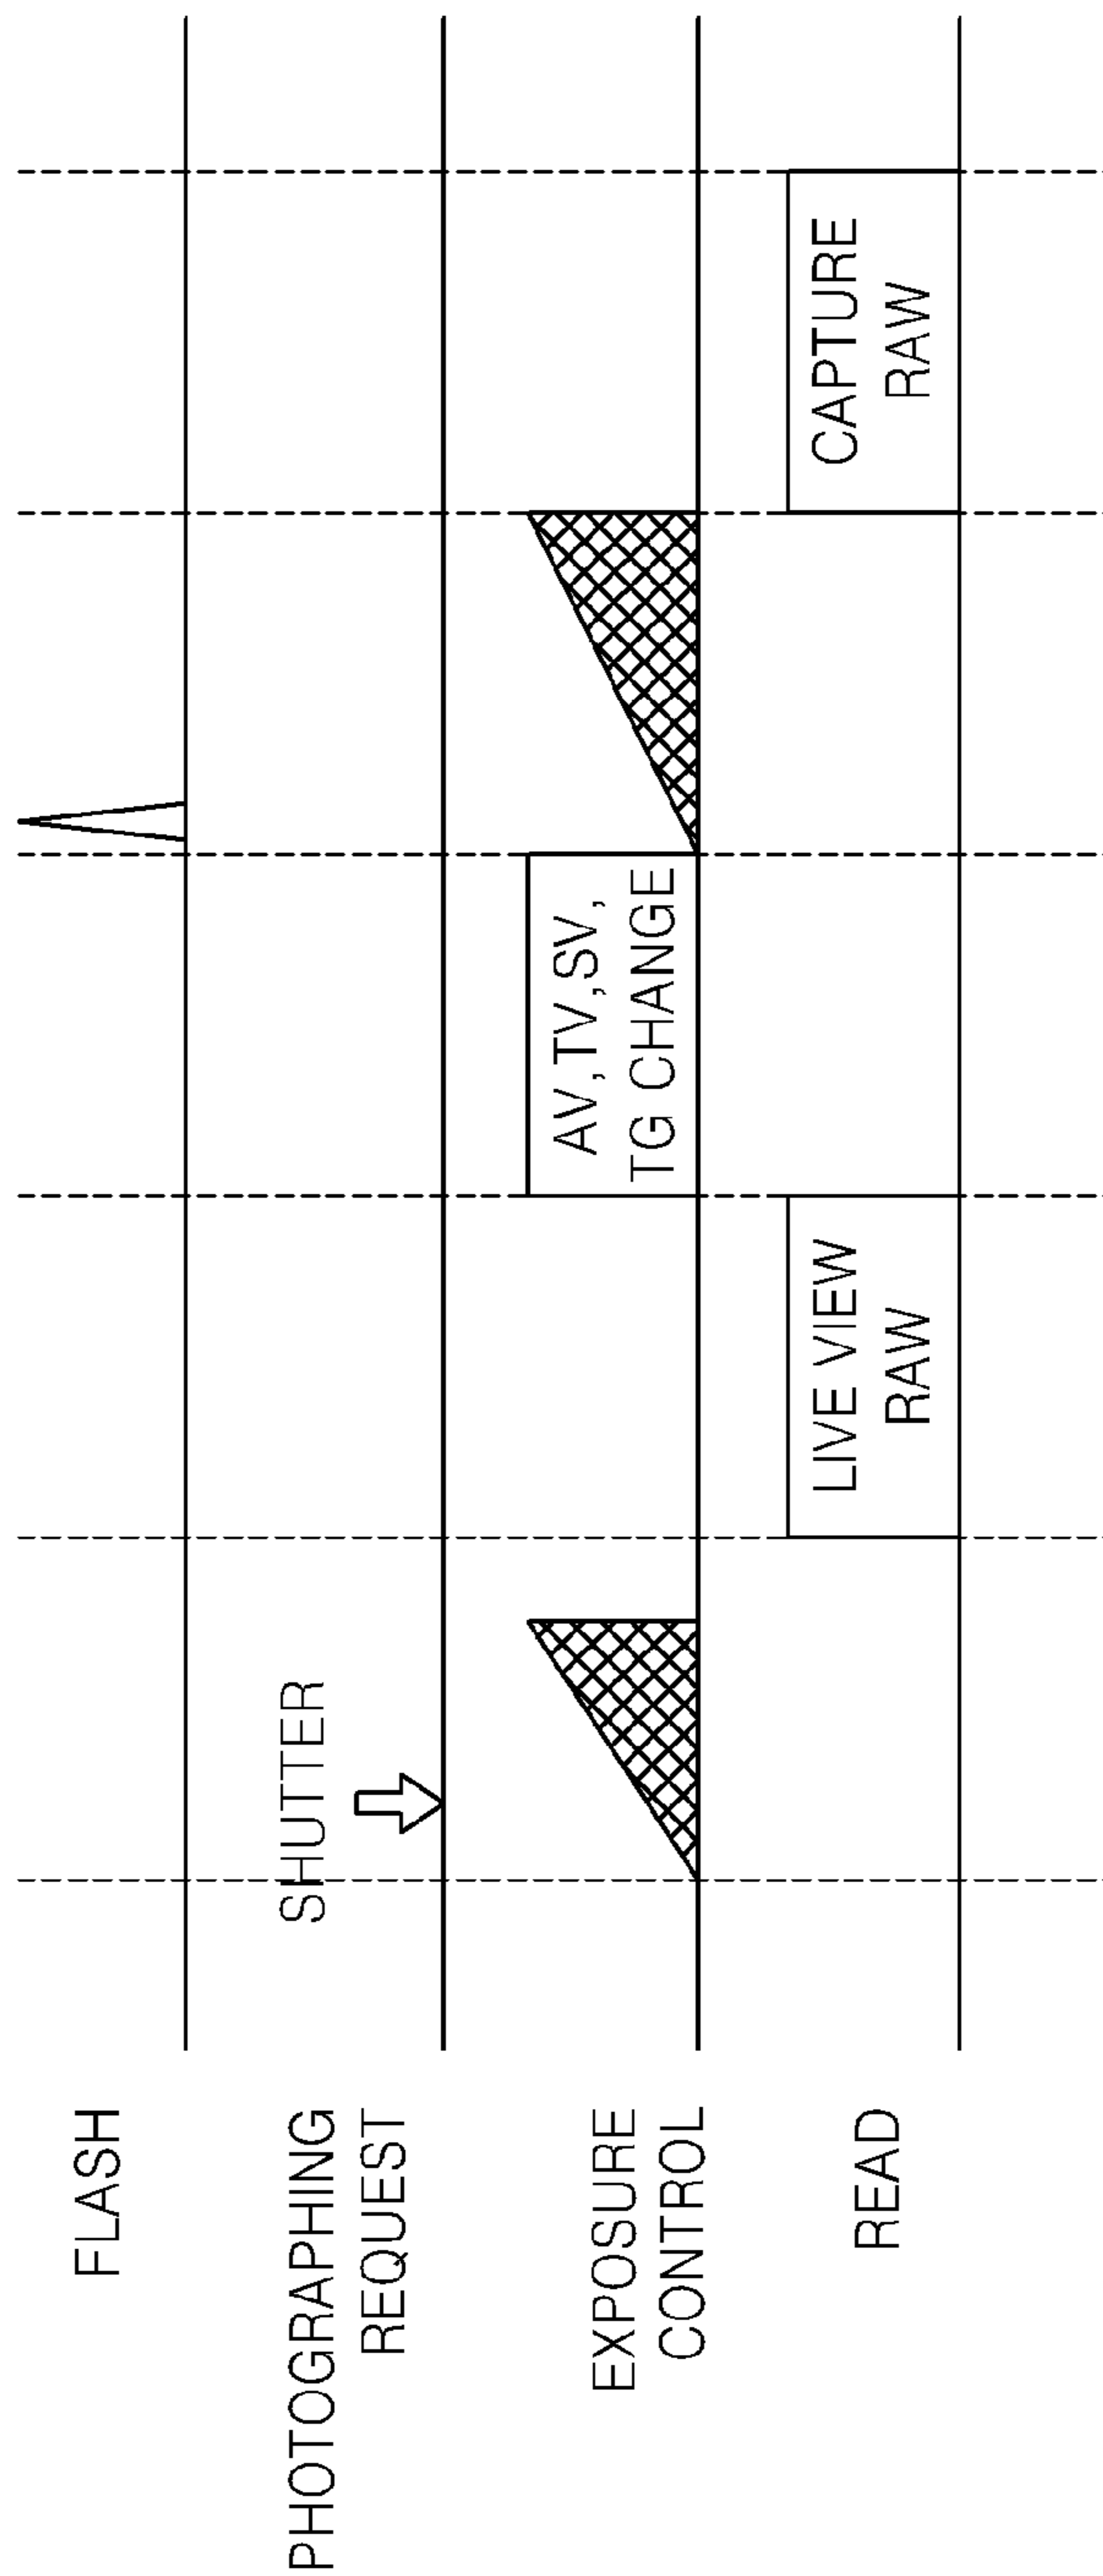 FLASH
PHOTOGRAPHING
REQUEST
SHUTTER
EXPOSURE
CONTROL
AV,TV,SV,
TG CHANGE
READ
LIVE VIEW
RAW
CAPTURE
RAW